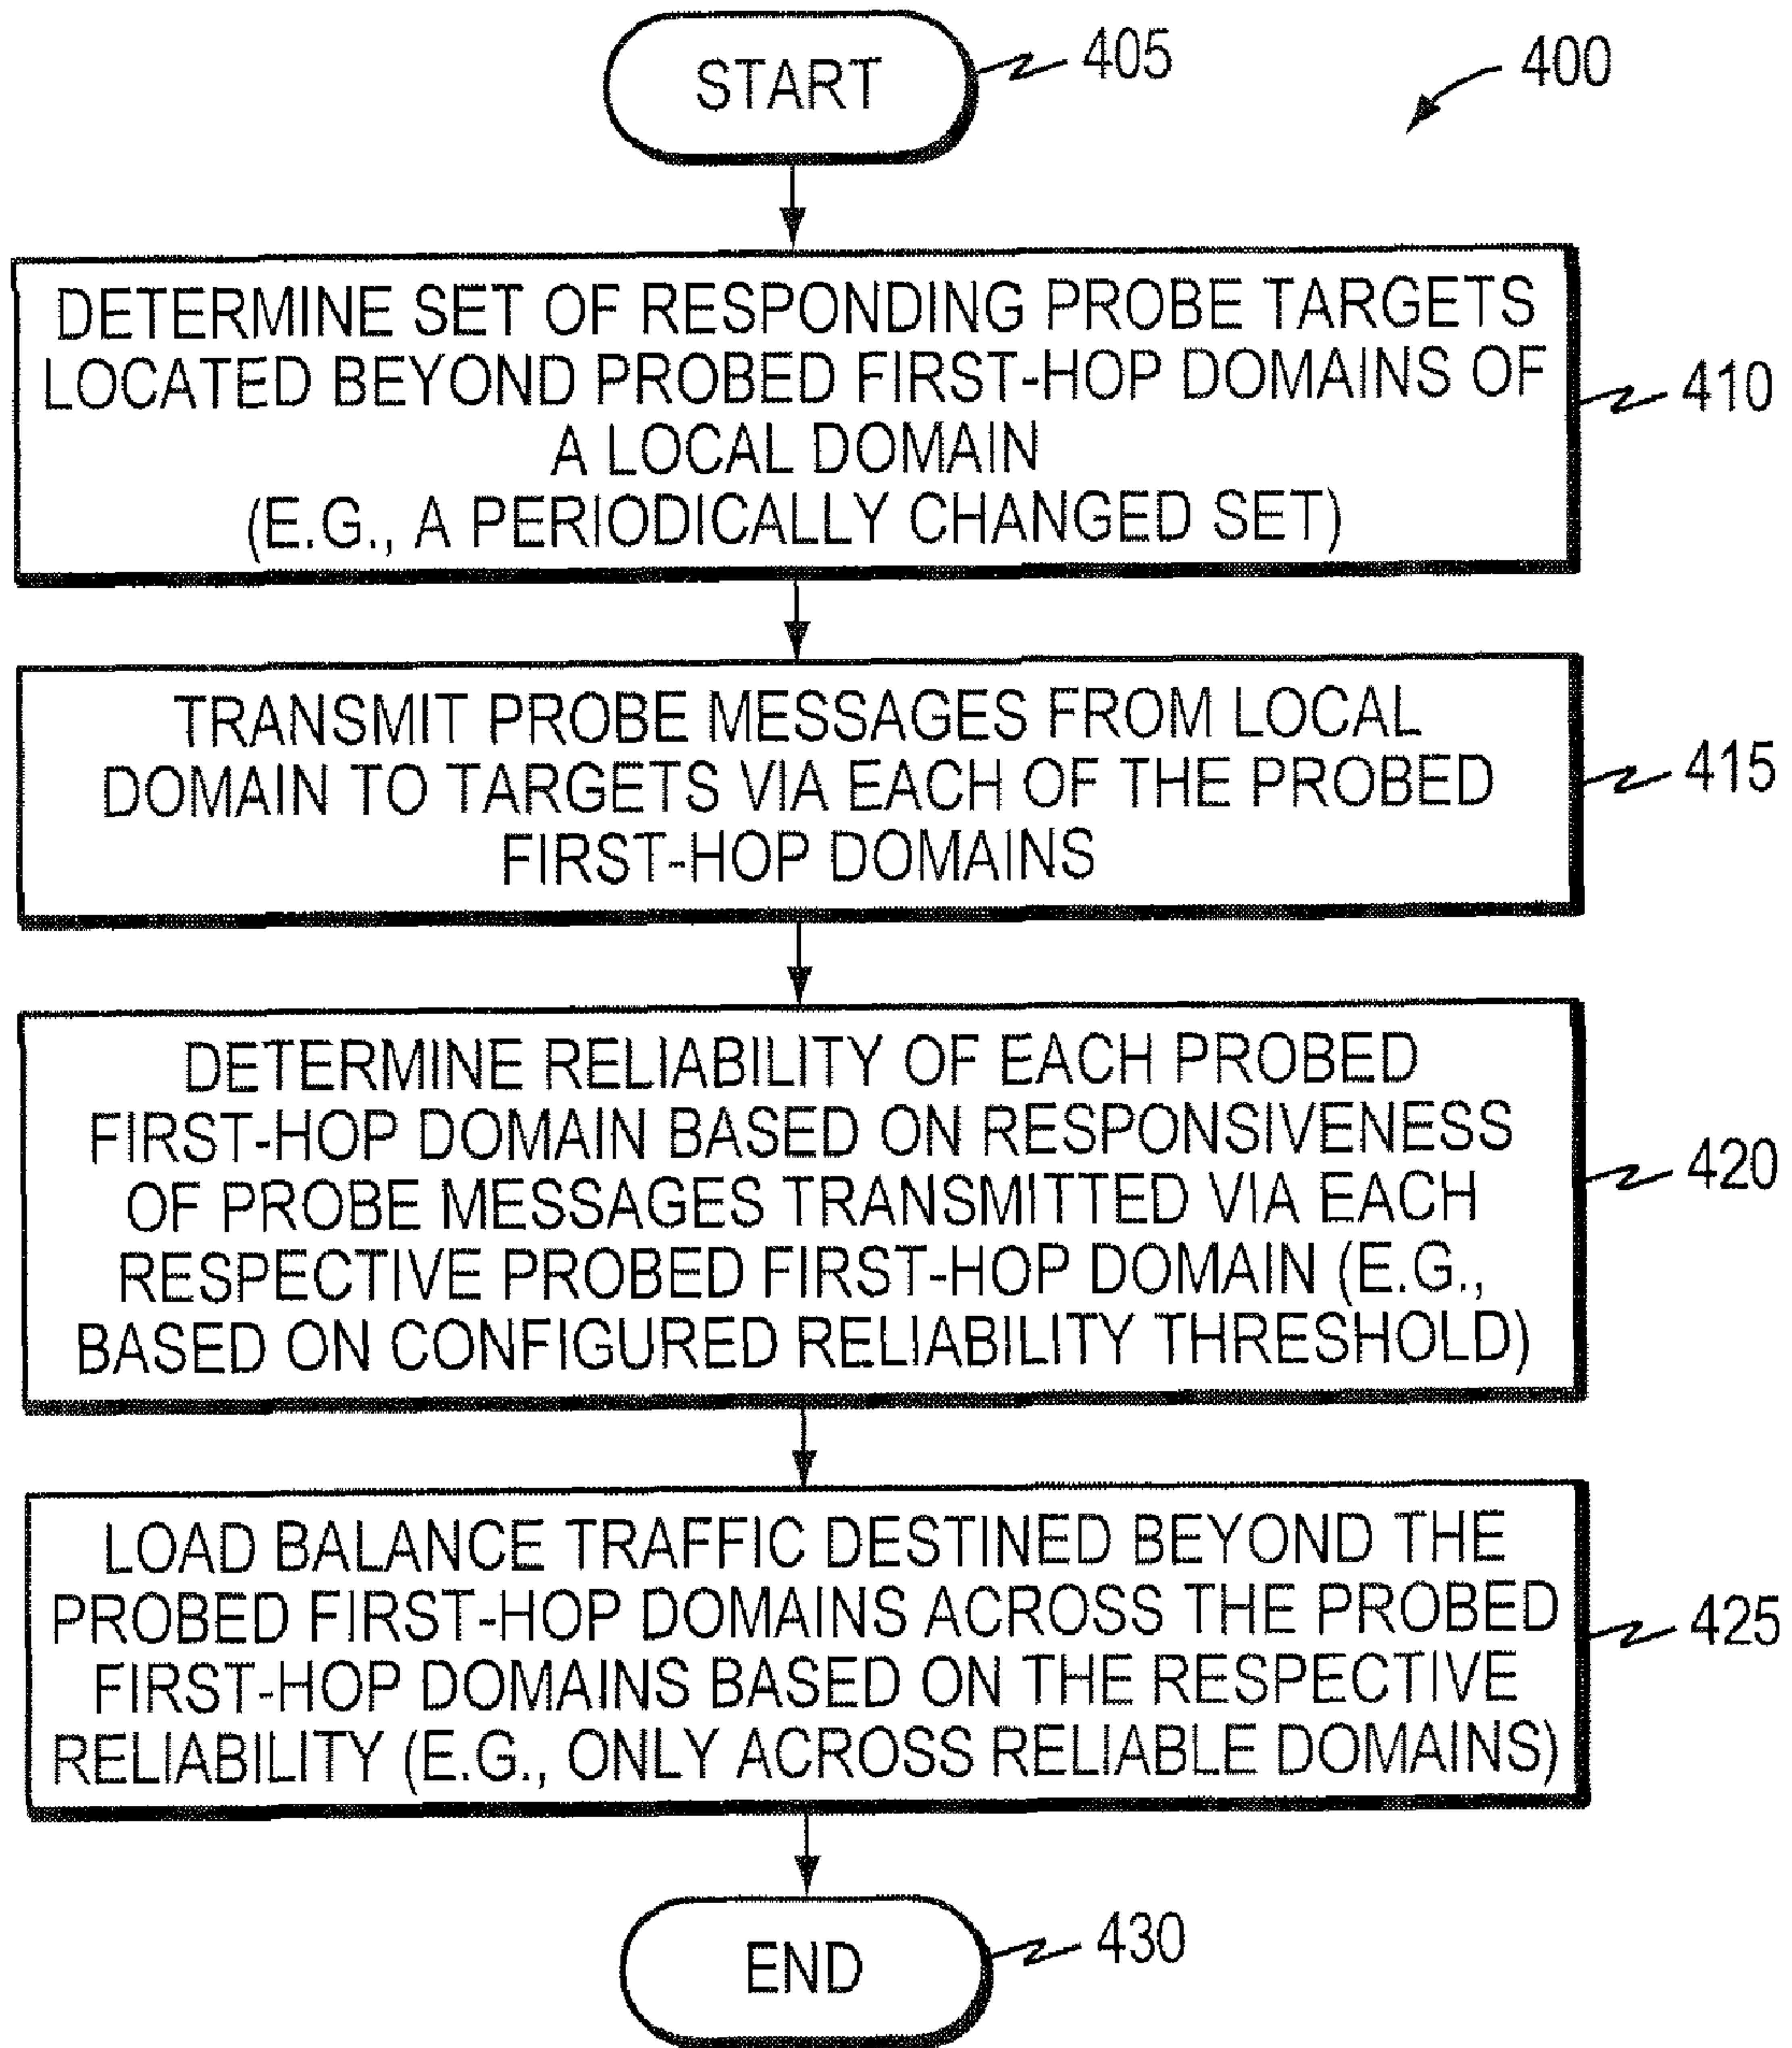 START
405
400
DETERMINE SET OF RESPONDING PROBE TARGETS
LOCATED BEYOND PROBED FIRST-HOP DOMAINS OF
A LOCAL DOMAIN
(E.G., A PERIODICALLY CHANGED SET)
410
TRANSMIT PROBE MESSAGES FROM LOCAL
DOMAIN TO TARGETS VIA EACH OF THE PROBED
FIRST-HOP DOMAINS
415
DETERMINE RELIABILITY OF EACH PROBED
FIRST-HOP DOMAIN BASED ON RESPONSIVENESS
OF PROBE MESSAGES TRANSMITTED VIA EACH
RESPECTIVE PROBED FIRST-HOP DOMAIN (E.G.,
BASED ON CONFIGURED RELIABILITY THRESHOLD)
420
LOAD BALANCE TRAFFIC DESTINED BEYOND THE
PROBED FIRST-HOP DOMAINS ACROSS THE PROBED
FIRST-HOP DOMAINS BASED ON THE RESPECTIVE
RELIABILITY (E.G., ONLY ACROSS RELIABLE DOMAINS)
425
END
430